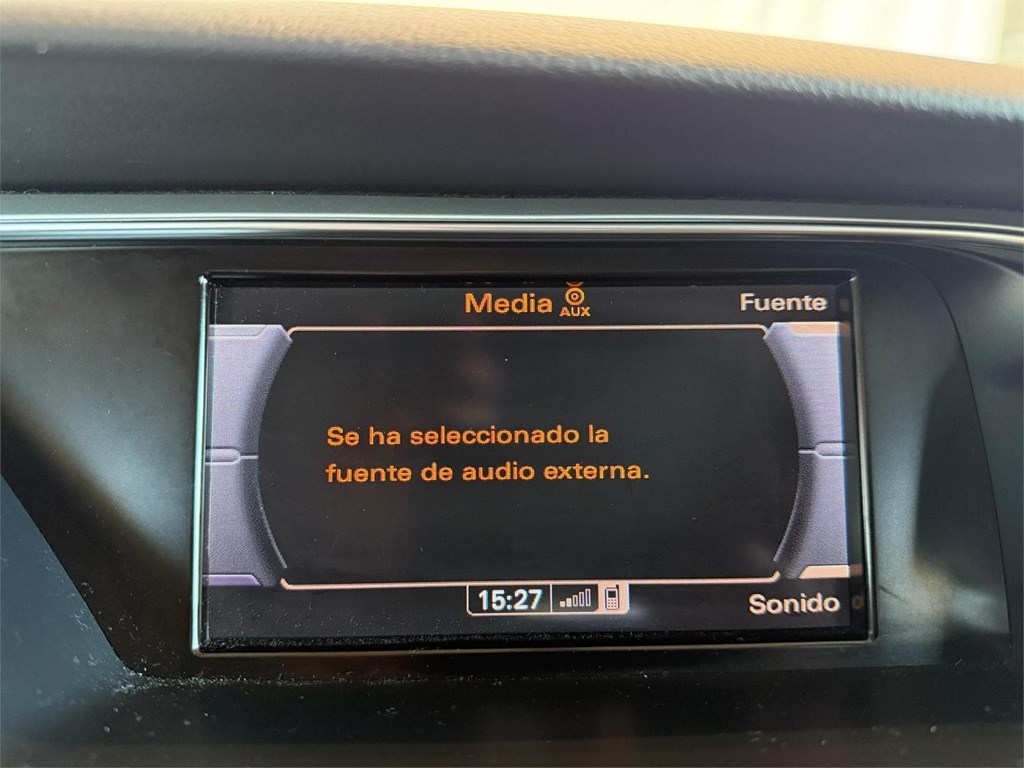 Media AUX Fuente
Se ha seleccionado la
fuente de audio externa.
15:27
Sonido